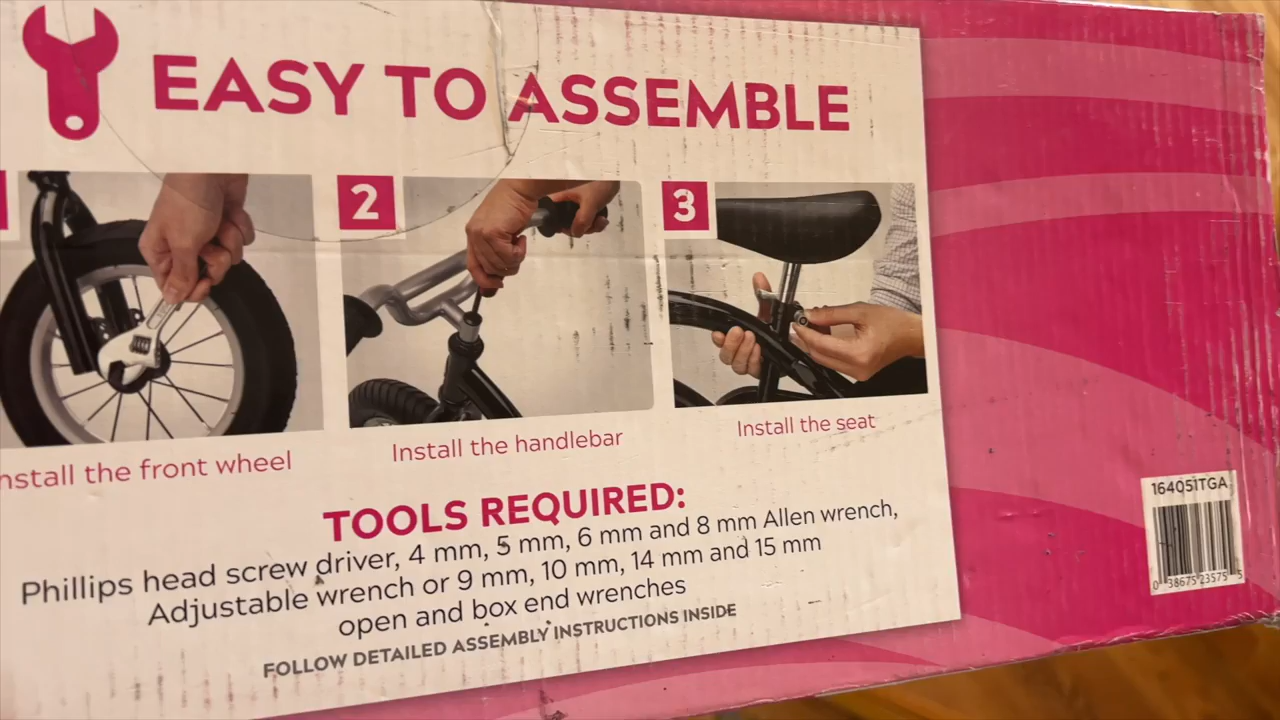 EASY TO ASSEMBLE
2
3
nstall the front wheel
Install the handlebar
Install the seat
TOOLS REQUIRED:
Phillips head screw driver, 4 mm, 5 mm, 6 mm and 8 mm Allen wrench,
Adjustable wrench or 9 mm, 10 mm, 14 mm and 15 mm
open and box end wrenches
FOLLOW DETAILED ASSEMBLY INSTRUCTIONS INSIDE
164051TGA
0 38675 23575 5